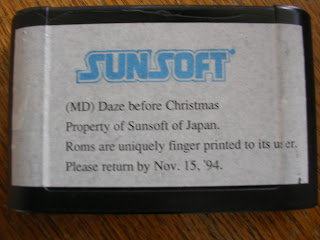 SUNSOFT®
(MD) Daze before Christmas
Property of Sunsoft of Japan.
Roms are uniquely finger printed to its user.
Please return by Nov. 15, '94.